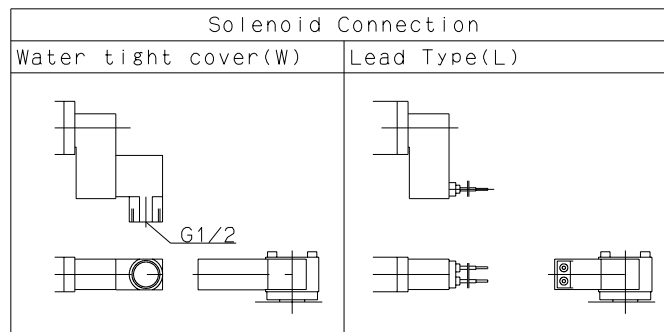 Solenoid Connection
Water tight cover(W)
Lead Type(L)
G1/2